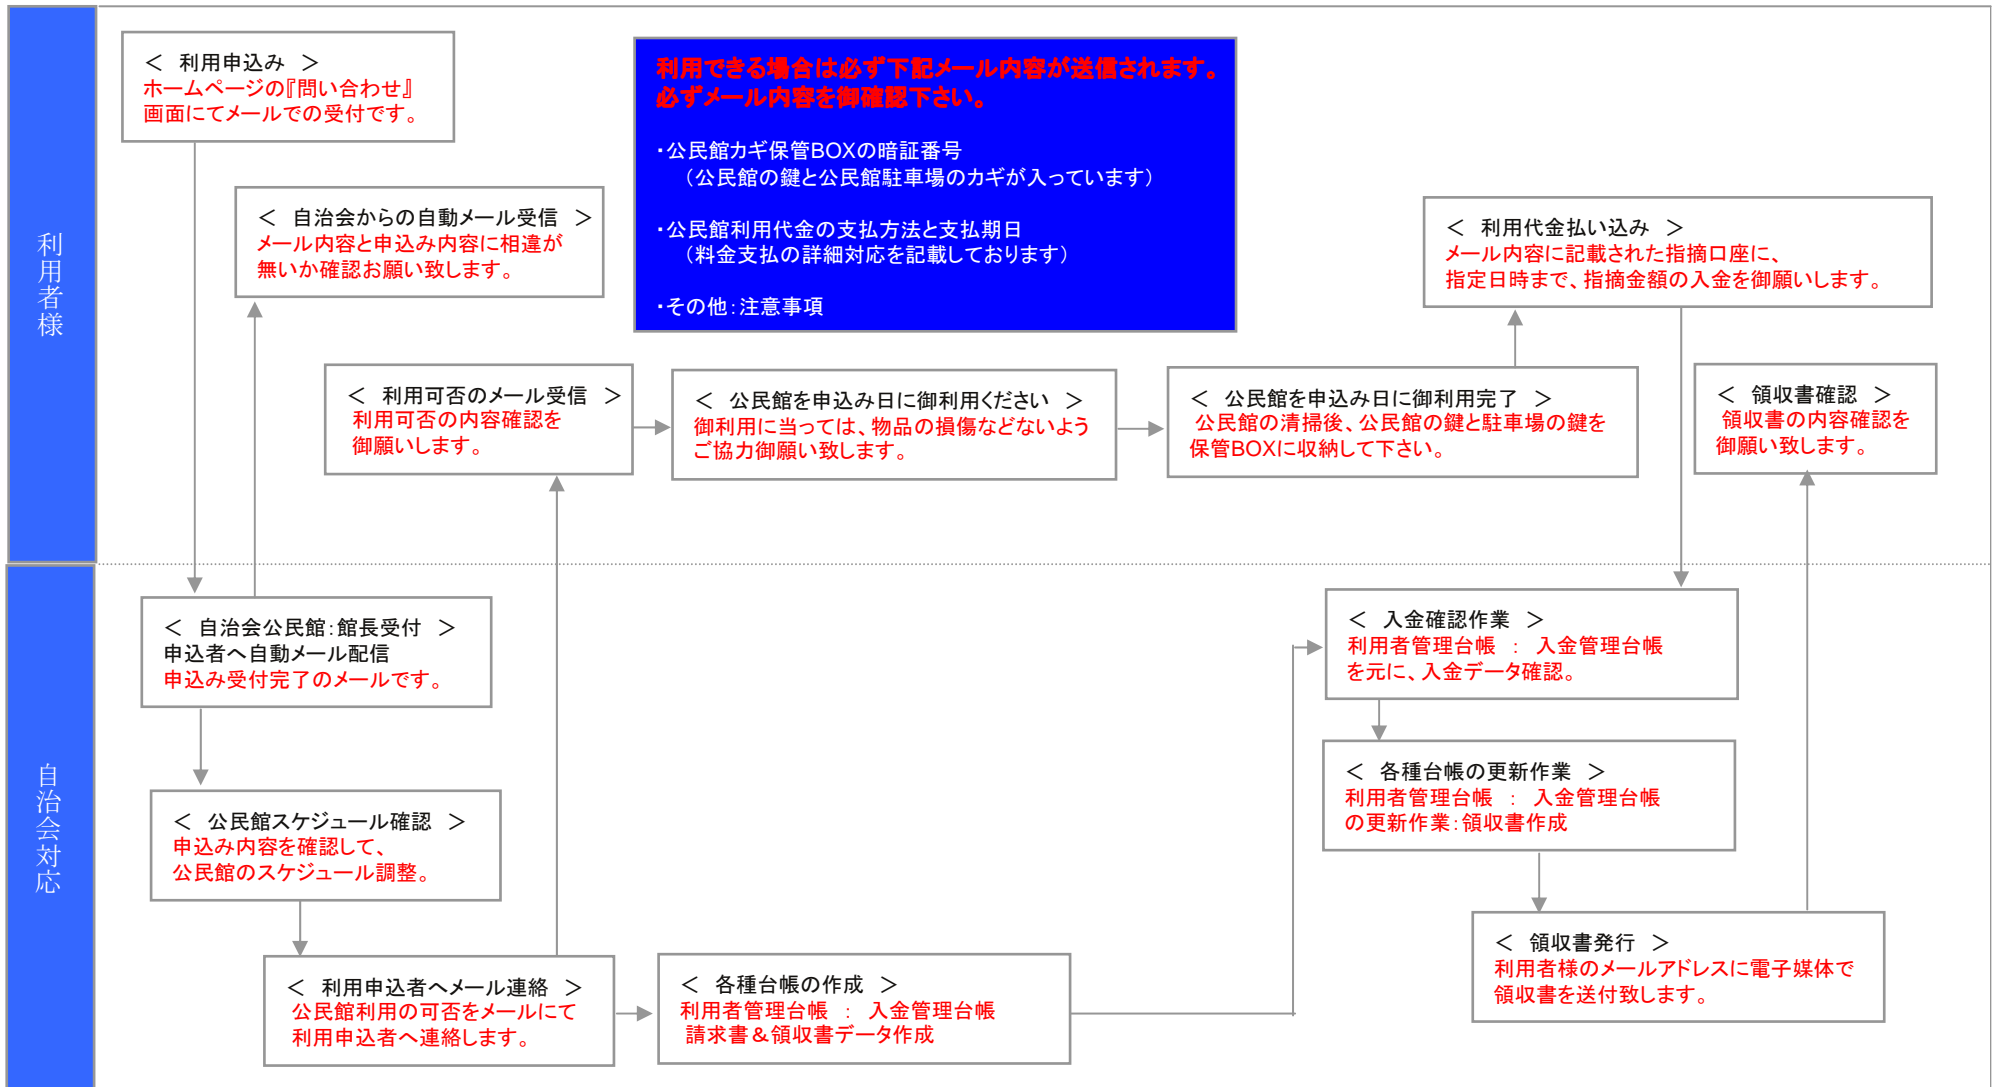 利用者様
＜　利用申込み　＞
ホームページの『問い合わせ』
画面にてメールでの受付です。
利用できる場合は必ず下記メール内容が送信されます。
必ずメール内容を御確認下さい。
・公民館カギ保管BOXの暗証番号
（公民館の鍵と公民館駐車場のカギが入っています）
・公民館利用代金の支払方法と支払期日
（料金支払の詳細対応を記載しております）
・その他：注意事項
＜　自治会からの自動メール受信　＞
メール内容と申込み内容に相違が
無いか確認お願い致します。
＜　利用代金払い込み　＞
メール内容に記載された指摘口座に、
指定日時まで、指摘金額の入金を御願いします。
＜　利用可否のメール受信　＞
利用可否の内容確認を
御願いします。
＜　公民館を申込み日に御利用ください　＞
御利用に当っては、物品の損傷などないよう
ご協力御願い致します。
＜　公民館を申込み日に御利用完了　＞
公民館の清掃後、公民館の鍵と駐車場の鍵を
保管BOXに収納して下さい。
＜　領収書確認　＞
領収書の内容確認を
御願い致します。
自治会対応
＜　自治会公民館：館長受付　＞
申込者へ自動メール配信
申込み受付完了のメールです。
＜　公民館スケジュール確認　＞
申込み内容を確認して、
公民館のスケジュール調整。
＜　利用申込者へメール連絡　＞
公民館利用の可否をメールにて
利用申込者へ連絡します。
＜　各種台帳の作成　＞
利用者管理台帳　：　入金管理台帳
請求書＆領収書データ作成
＜　入金確認作業　＞
利用者管理台帳　：　入金管理台帳
を元に、入金データ確認。
＜　各種台帳の更新作業　＞
利用者管理台帳　：　入金管理台帳
の更新作業：領収書作成
＜　領収書発行　＞
利用者様のメールアドレスに電子媒体で
領収書を送付致します。